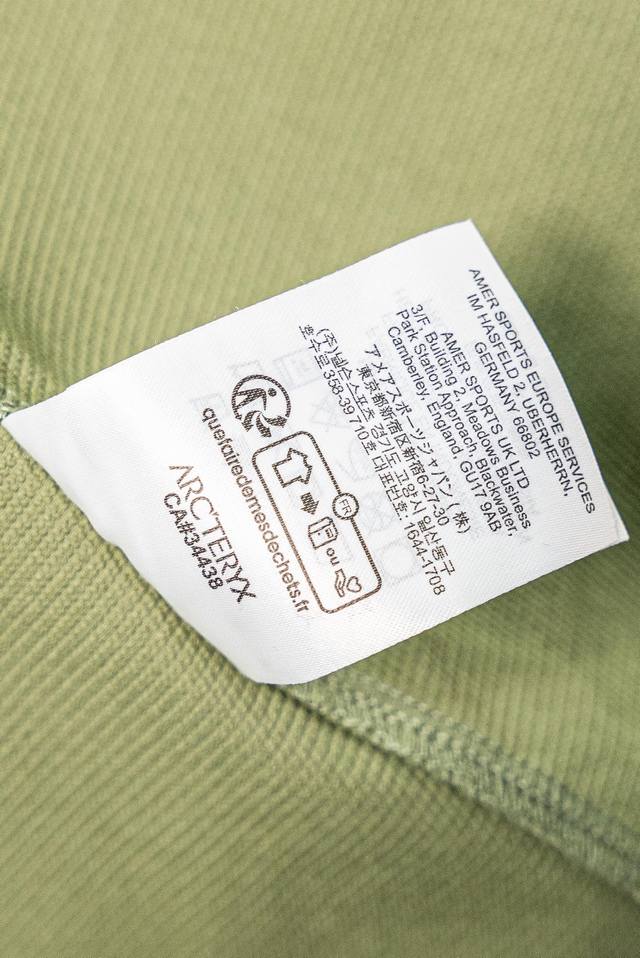 AMER SPORTS EUROPE SERVICES
IM HASFELD 2, UBERHERRN,
GERMANY 66802
AMER SPORTS UK LTD
3/F, Building 2, Meadows Business
Park Station Approach, Blackwater,
Camberley, England, GU17 9AB
アメアスポーツジャパン(株)
東京都新宿区新宿6-27-30
(주)넬슨스포츠 경기도 고양시 일산동구
호수로 358-39 710호 대표번호: 1644-1708
FR
ou
quefairedemesdechets.fr
ARC'TERYX
CA#34438